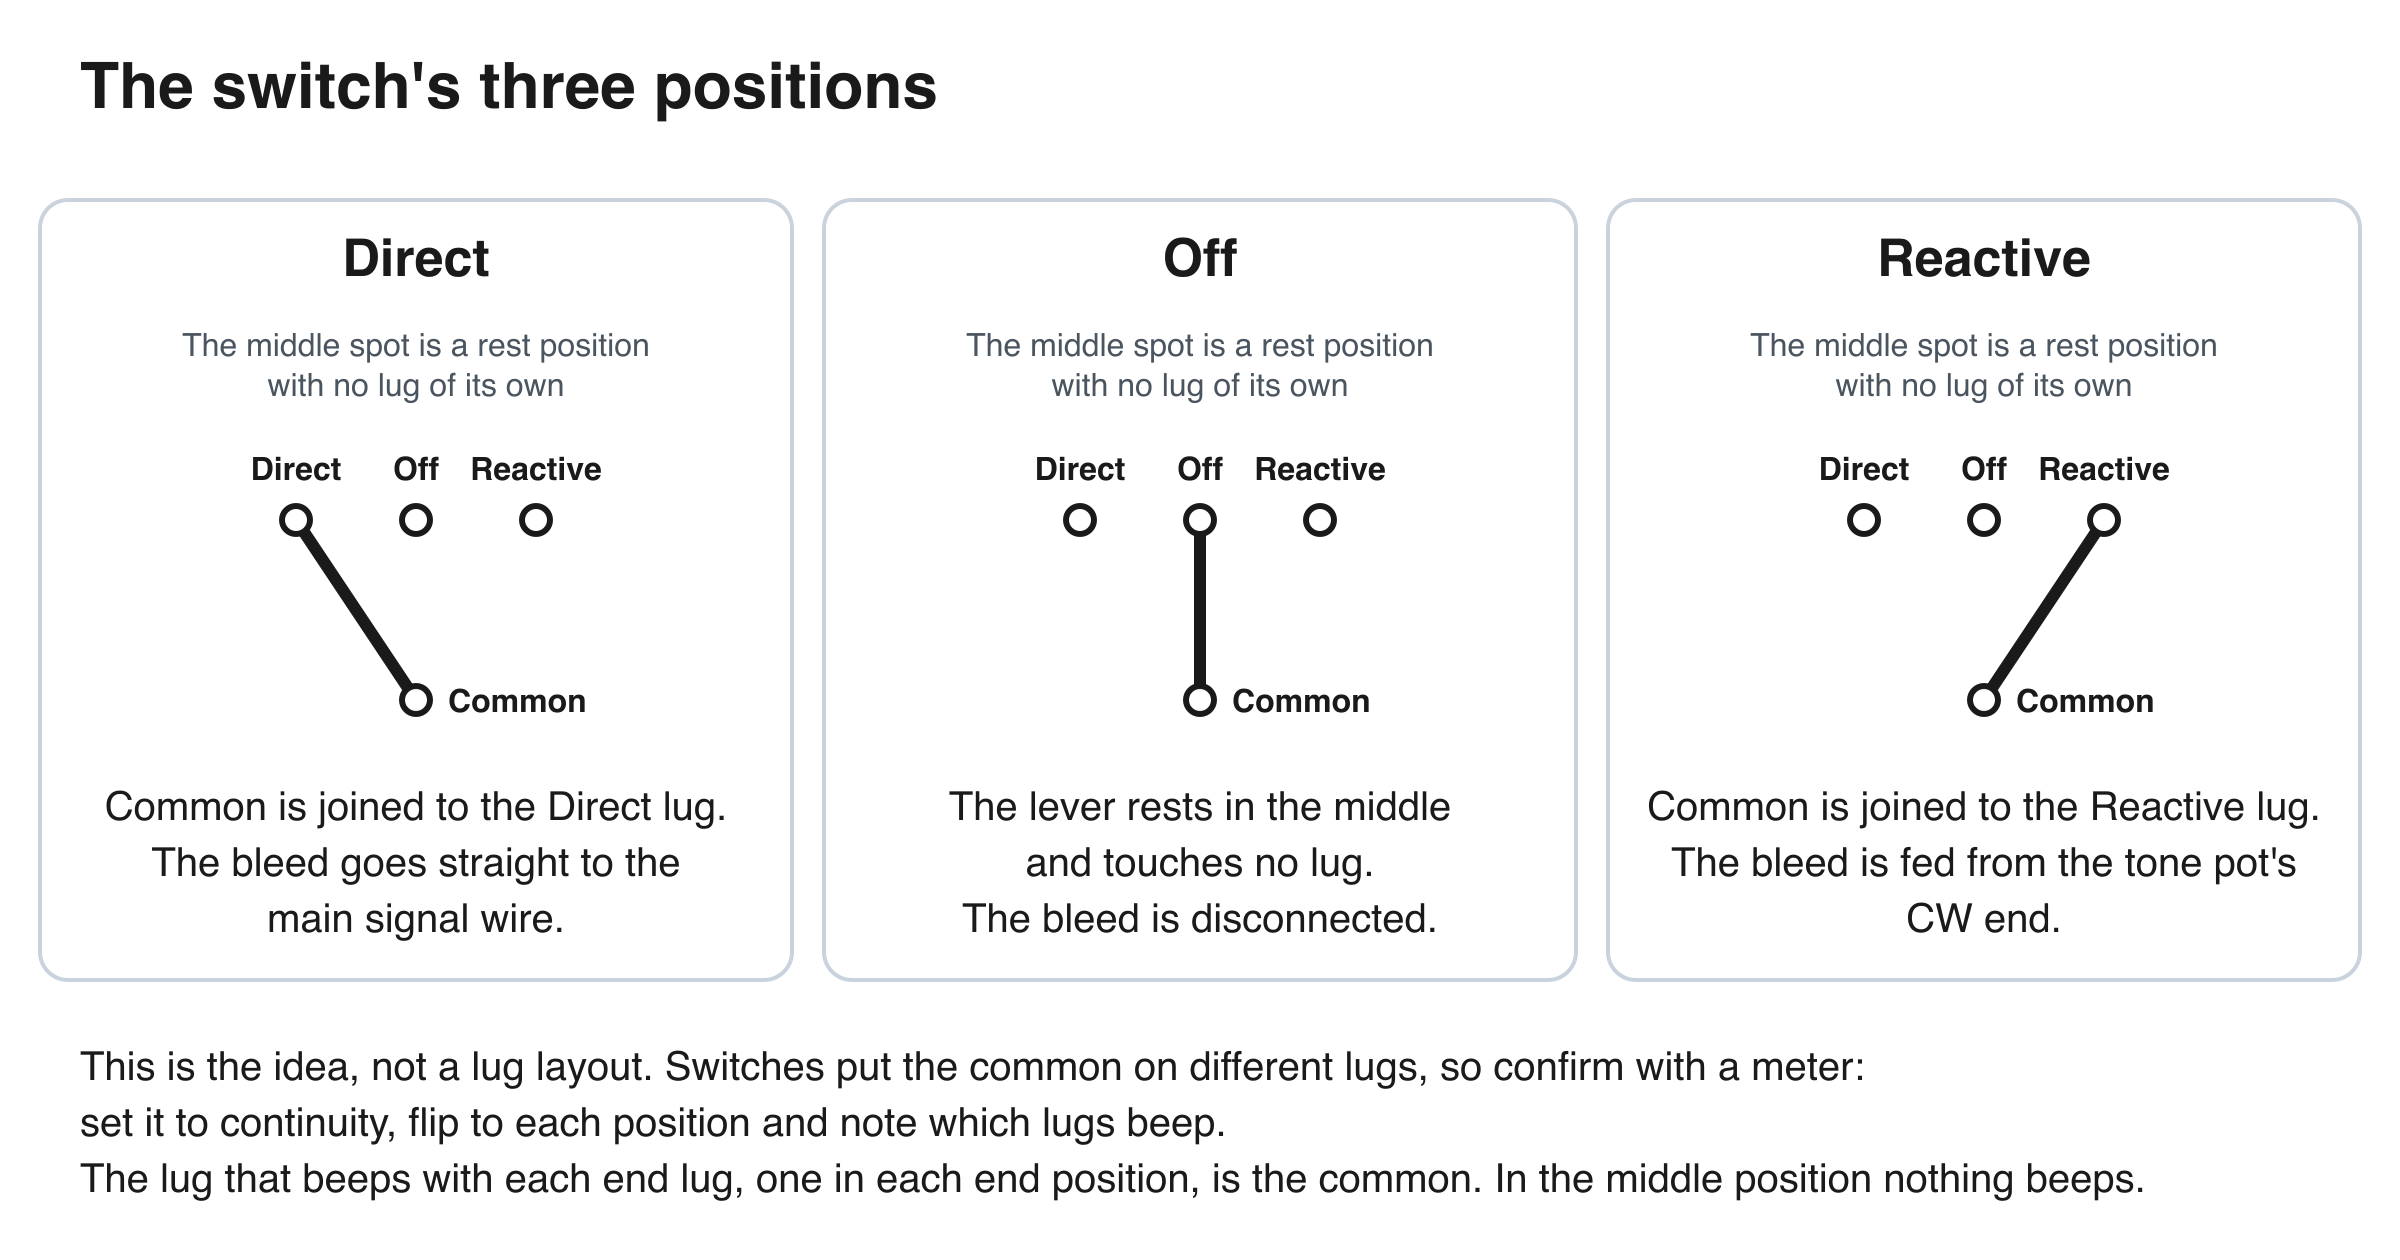 The switch's three positions
Direct
The middle spot is a rest position
with no lug of its own
Direct Off Reactive
Common
Common is joined to the Direct lug.
The bleed goes straight to the
main signal wire.
Off
The middle spot is a rest position
with no lug of its own
Direct Off Reactive
Common
The lever rests in the middle
and touches no lug.
The bleed is disconnected.
Reactive
The middle spot is a rest position
with no lug of its own
Direct Off Reactive
Common
Common is joined to the Reactive lug.
The bleed is fed from the tone pot's
CW end.
This is the idea, not a lug layout. Switches put the common on different lugs, so confirm with a meter:
set it to continuity, flip to each position and note which lugs beep.
The lug that beeps with each end lug, one in each end position, is the common. In the middle position nothing beeps.